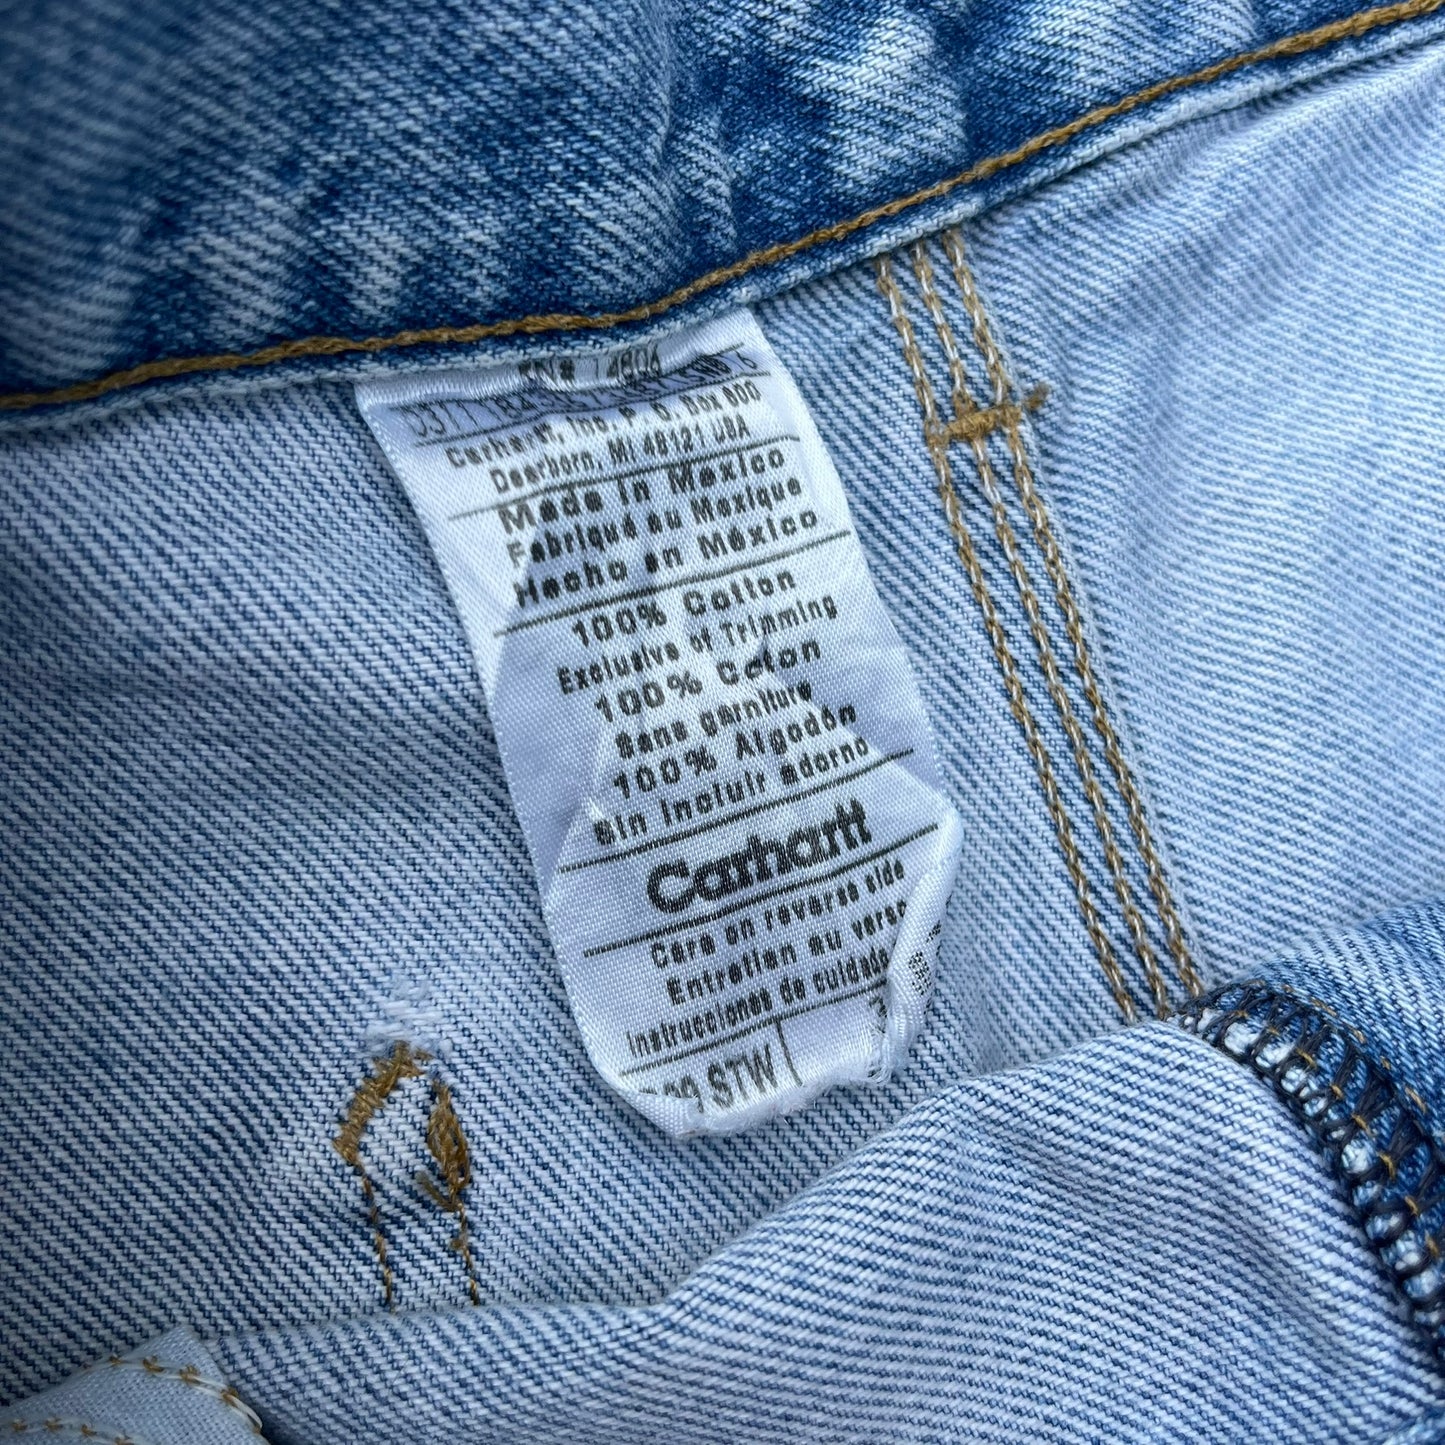 RN # 14806
Carhartt, Inc. P. O. Box 600
Dearborn, MI 48121 USA
Made in Mexico
Fabriqué au Mexique
Hecho en México
100% Cotton
Exclusive of Trimming
100% Coton
Sans garniture
100% Algodón
Sin incluir adorno
Carhartt
Care on reverse side
Entretien au verso
Instrucciones de cuidado
STW